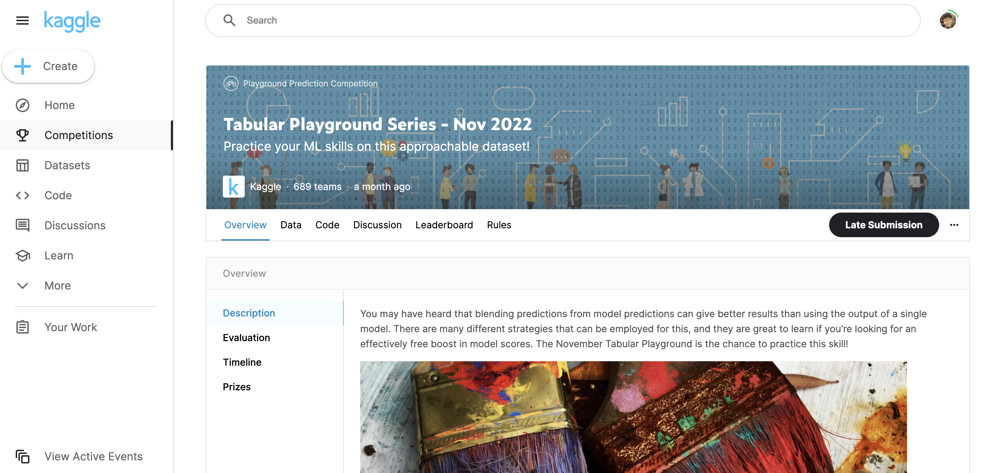 kaggle
Search
Create
Home
Competitions
Datasets
Code
Discussions
Learn
More
Your Work
View Active Events
Playground Prediction Competition
Tabular Playground Series - Nov 2022
Practice your ML skills on this approachable dataset!
k
Kaggle · 689 teams · a month ago
Overview Data Code Discussion Leaderboard Rules
Late Submission
Overview
Description
Evaluation
Timeline
Prizes
You may have heard that blending predictions from model predictions can give better results than using the output of a single
model. There are many different strategies that can be employed for this, and they are great to learn if you're looking for an
effectively free boost in model scores. The November Tabular Playground is the chance to practice this skill!